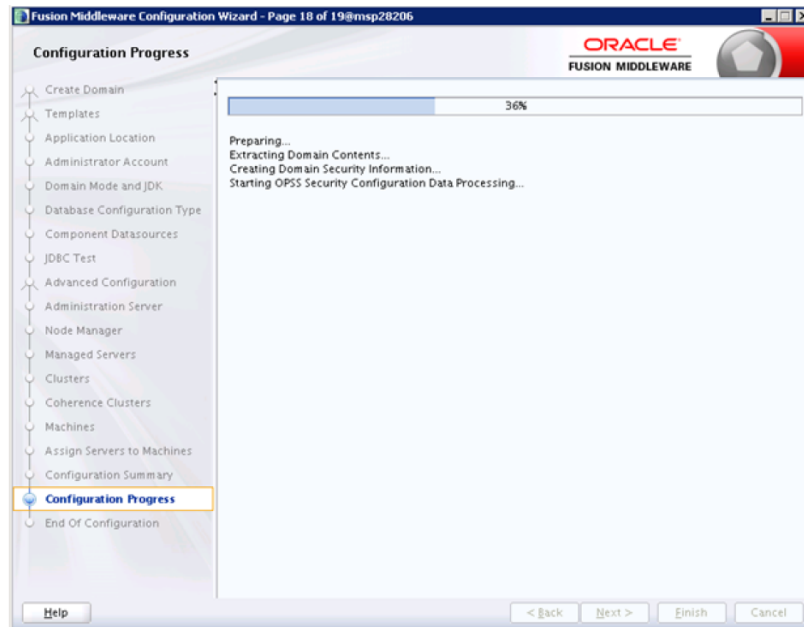 Fusion Middleware Configuration Wizard - Page 18 of 19@msp28206
Configuration Progress
ORACLE
FUSION MIDDLEWARE
Create Domain
Templates
Application Location
Administrator Account
Domain Mode and JDK
Database Configuration Type
Component Datasources
JDBC Test
Advanced Configuration
Administration Server
Node Manager
Managed Servers
Clusters
Coherence Clusters
Machines
Assign Servers to Machines
Configuration Summary
Configuration Progress
End Of Configuration
36%
Preparing...
Extracting Domain Contents...
Creating Domain Security Information...
Starting OPSS Security Configuration Data Processing...
Help
< Back
Next >
Finish
Cancel